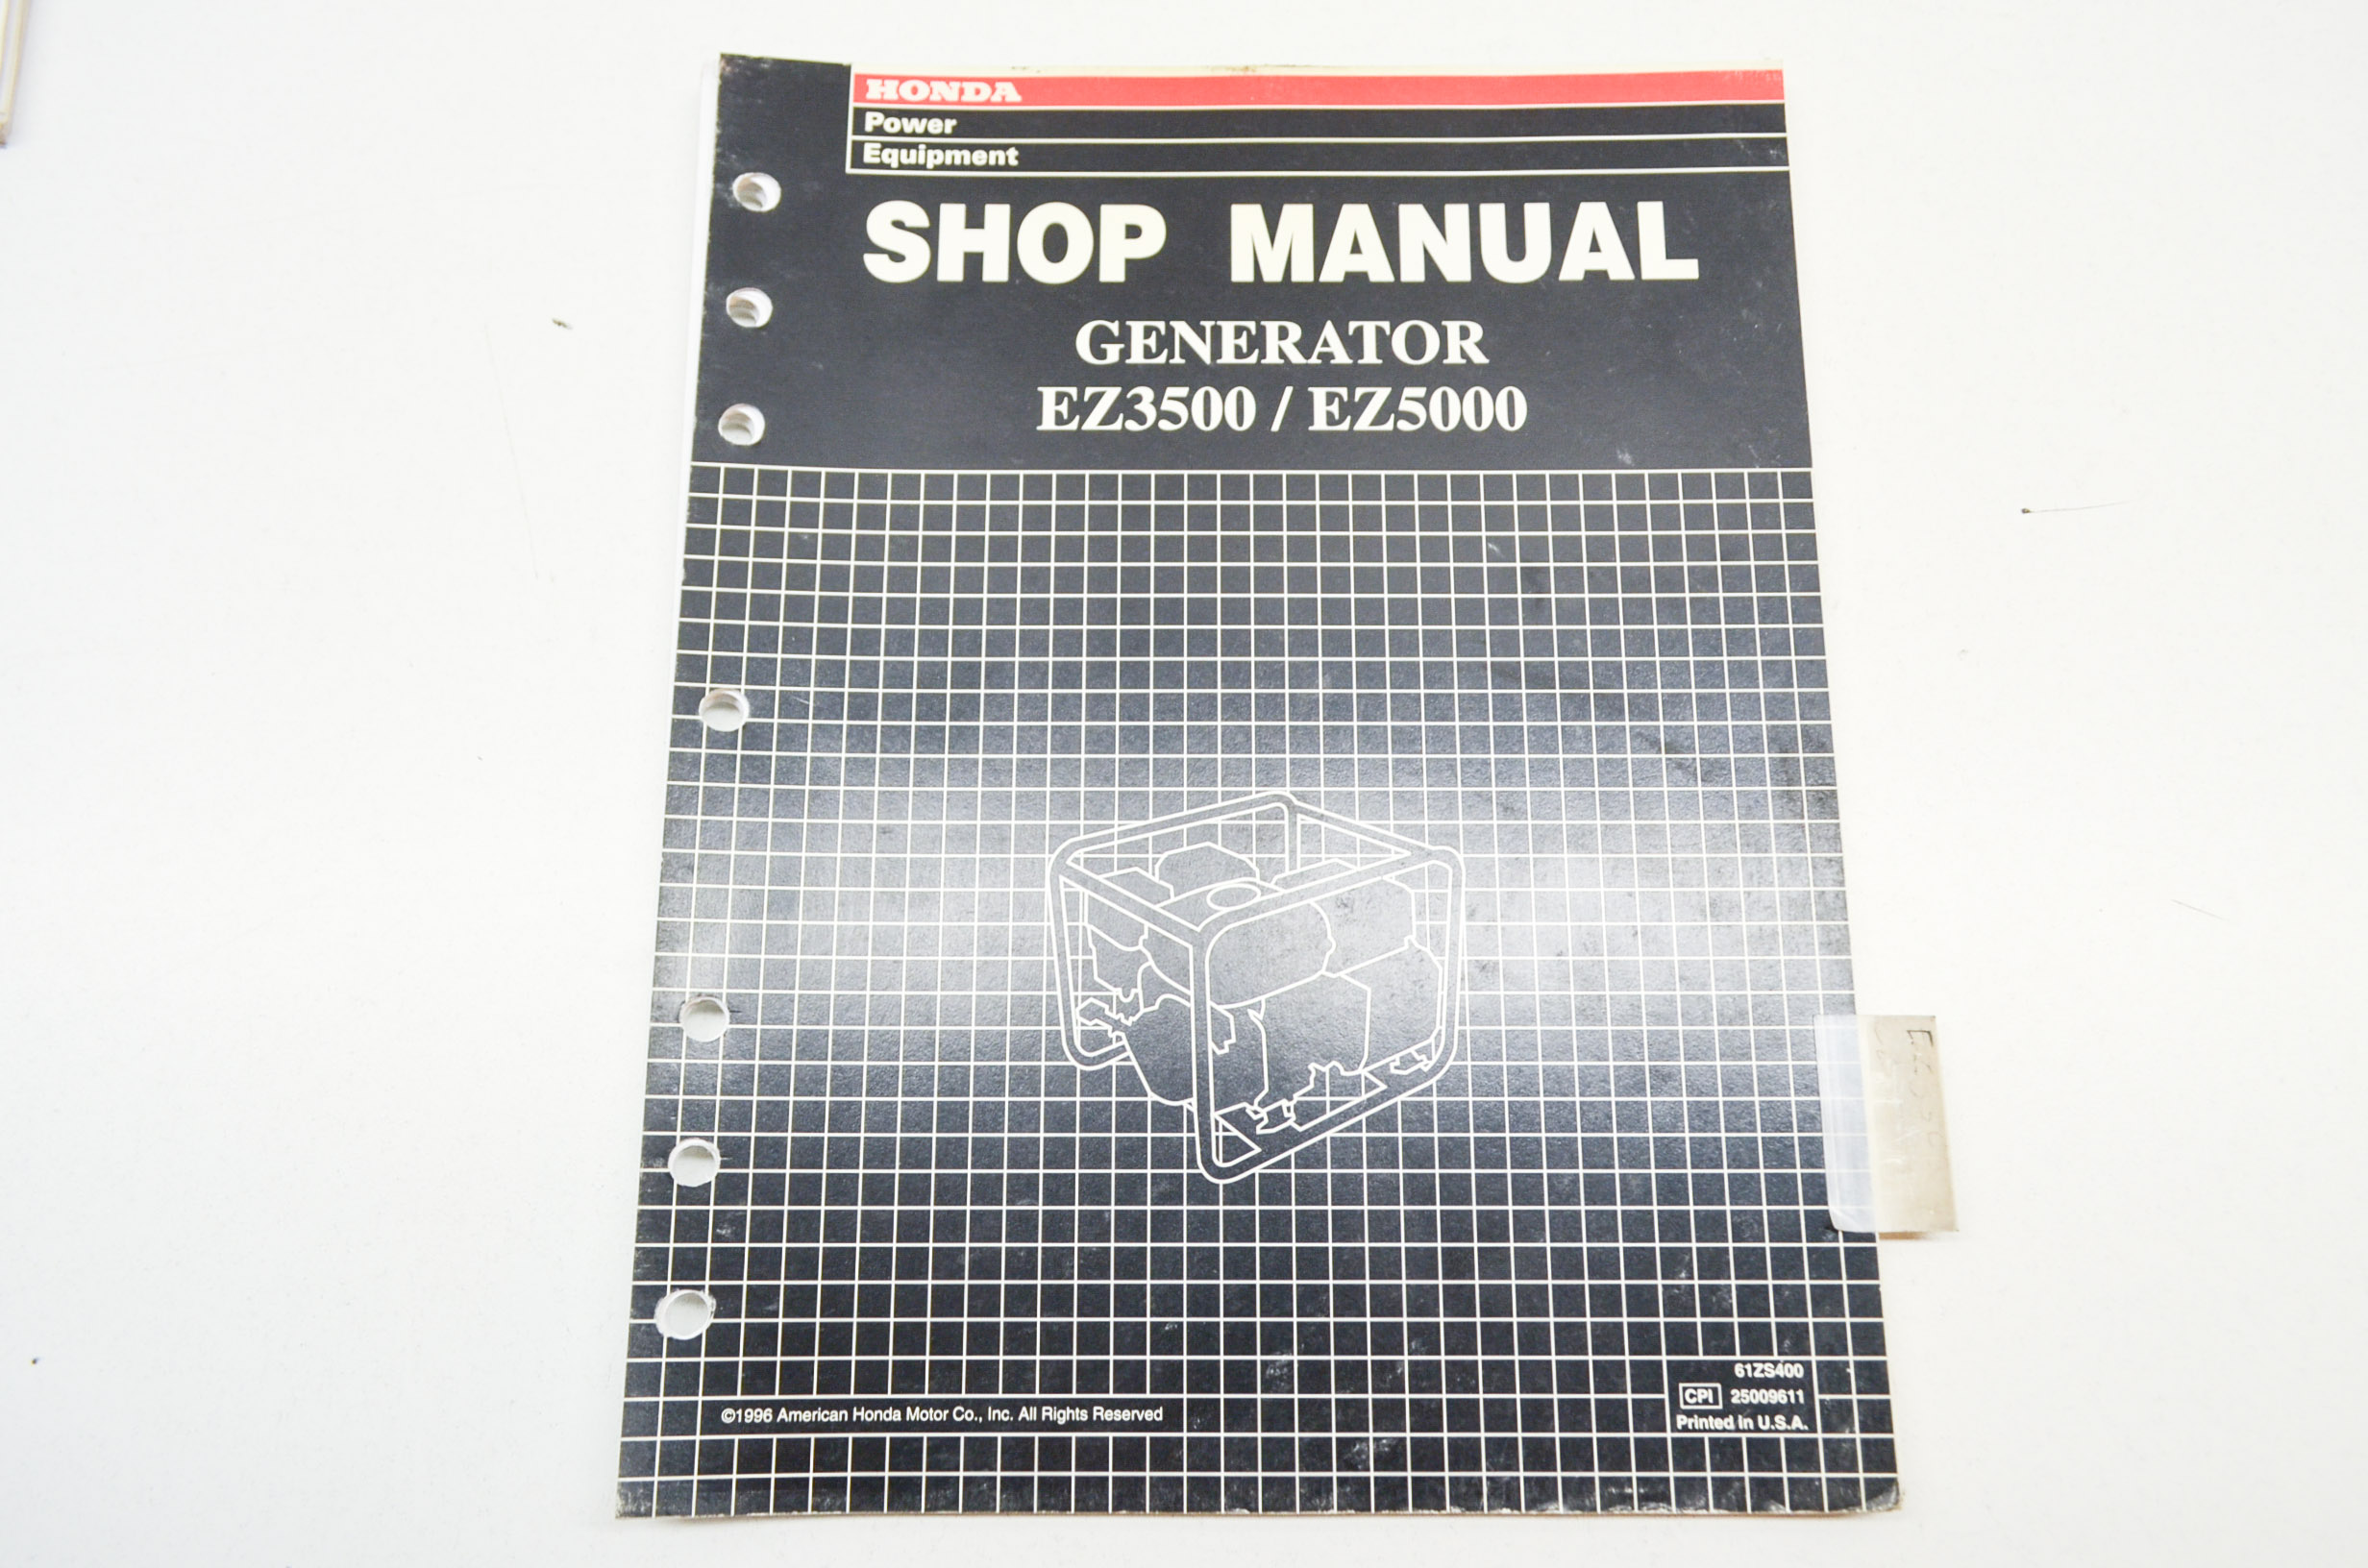 HONDA
Power
Equipment
SHOP MANUAL
GENERATOR
EZ3500 / EZ5000
61ZS400
CPI 25009611
©1996 American Honda Motor Co., Inc. All Rights Reserved
Printed in U.S.A.